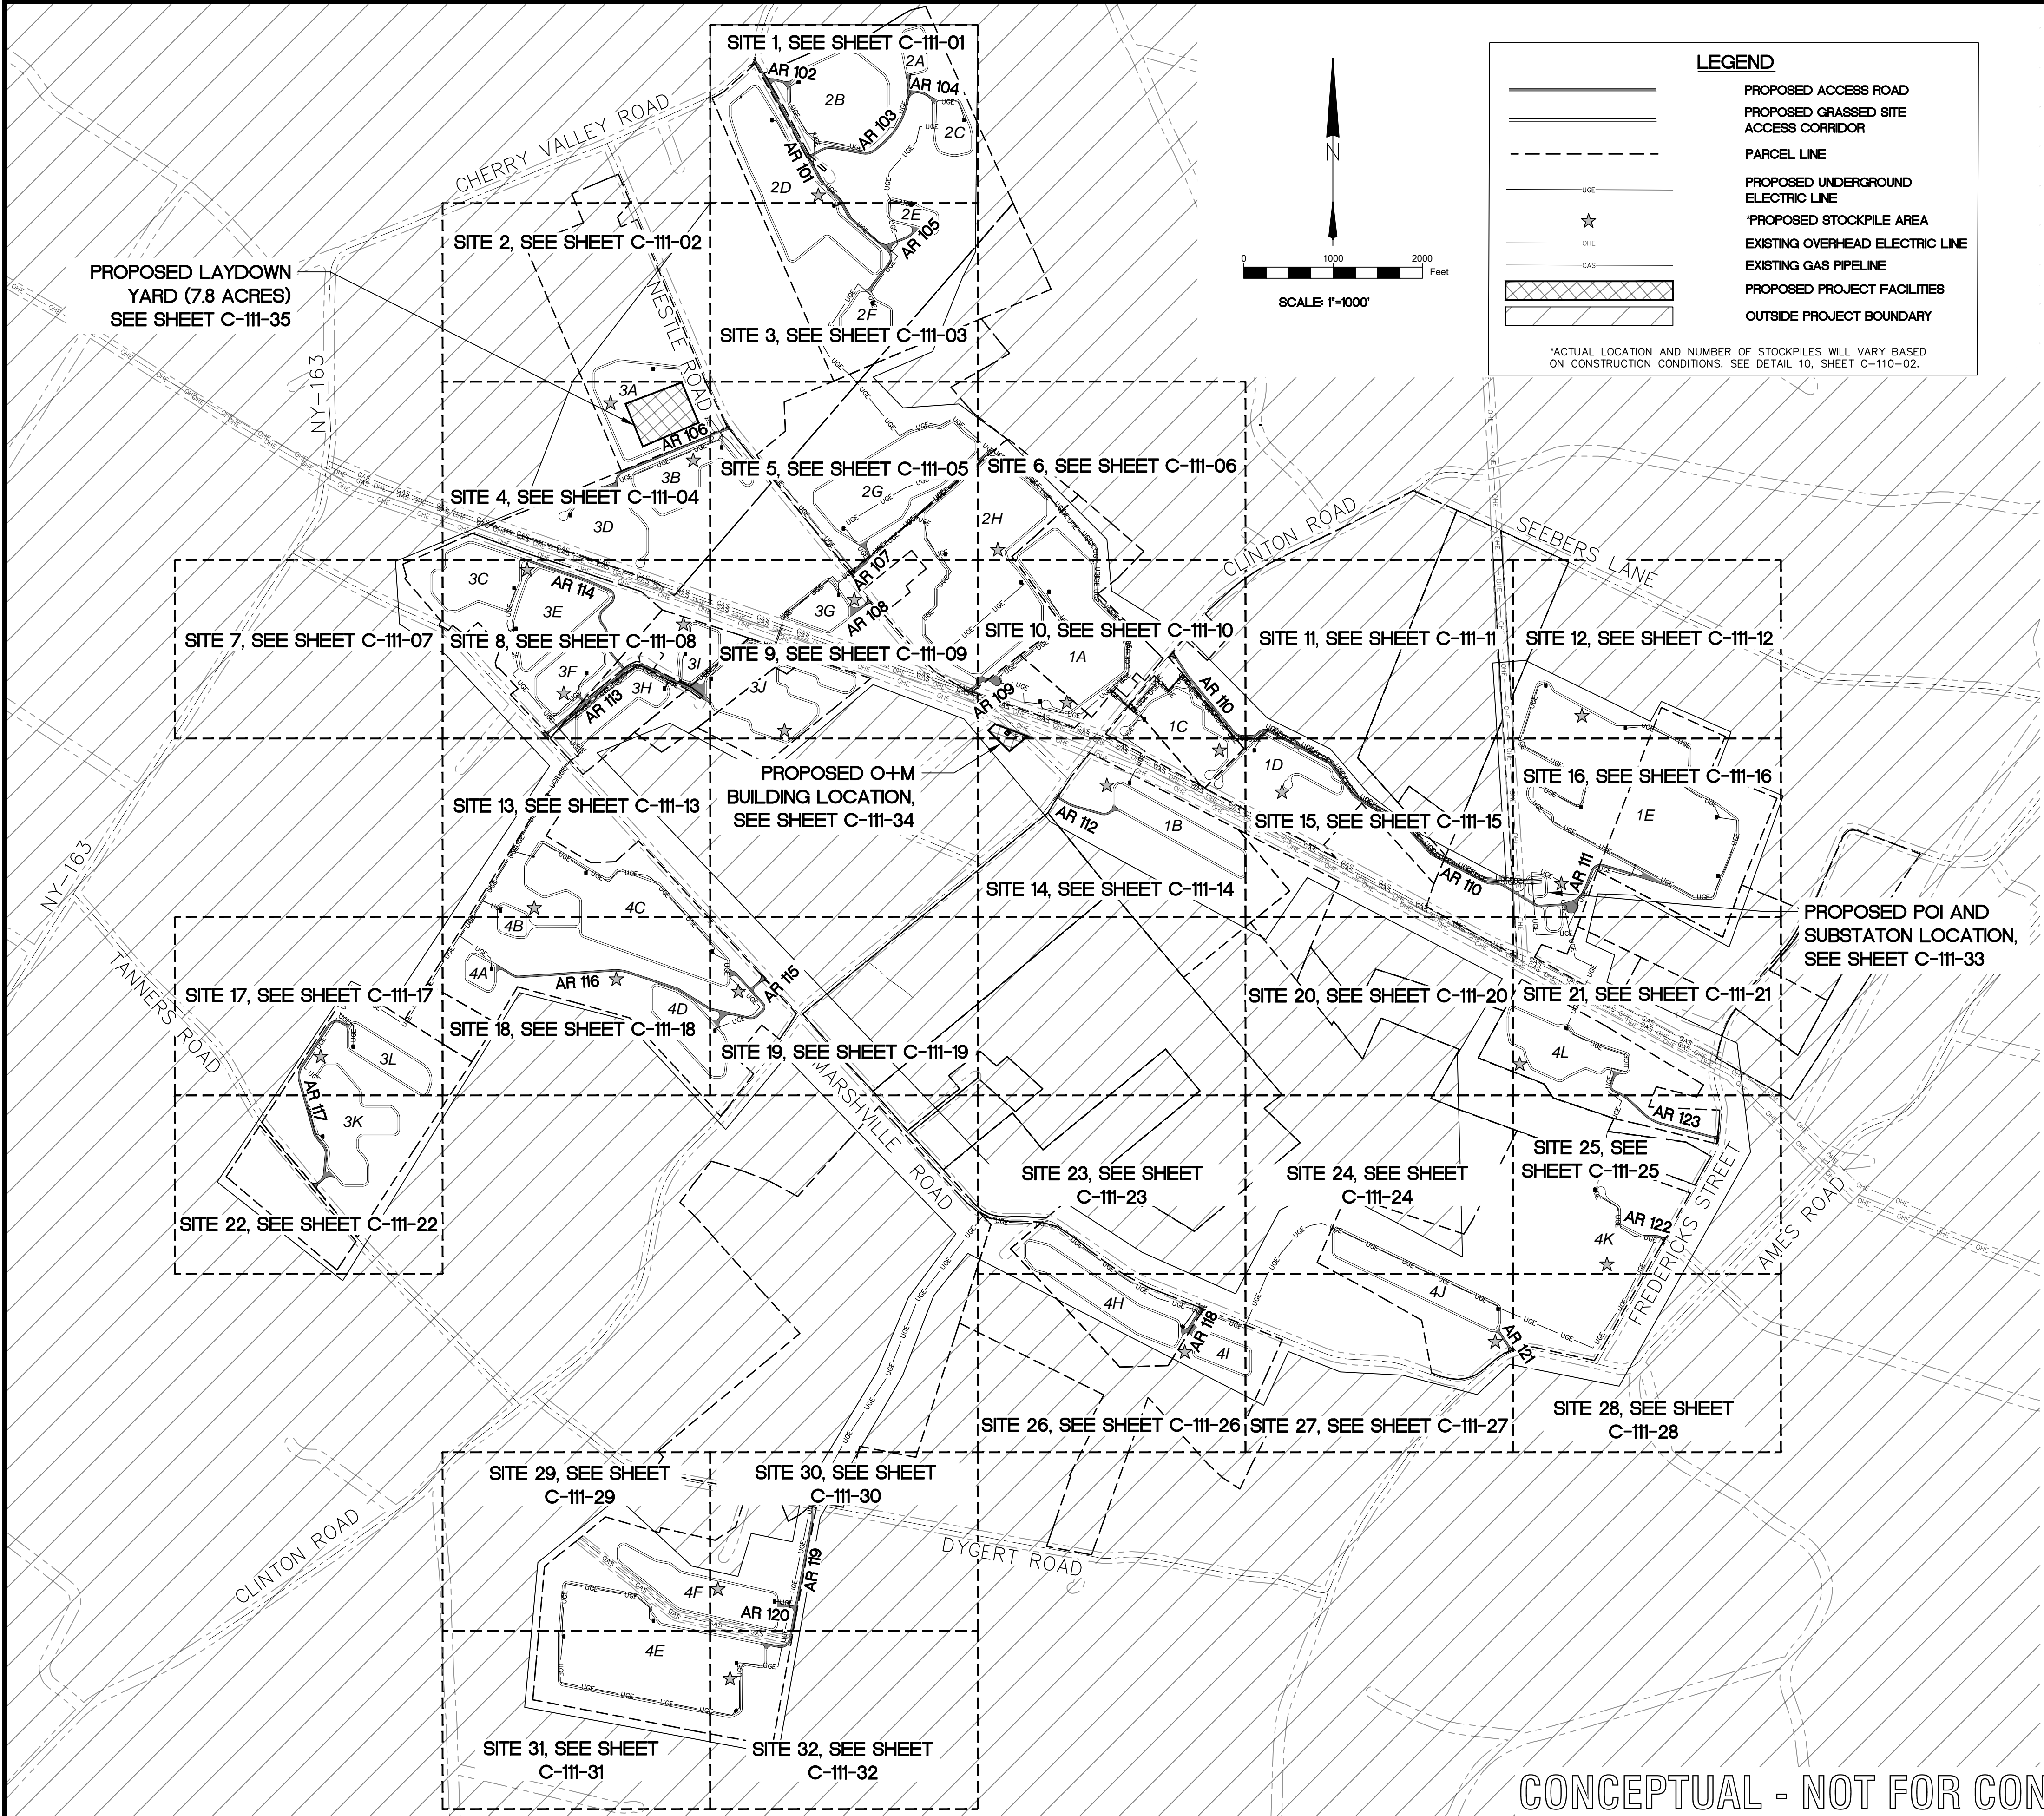 SITE 1, SEE SHEET C-111-01
AR 102
2A
AR 104
2B
UGE
2C
AR 103
AR 101
2D
2E
AR 105
2F
CHERRY VALLEY ROAD
SITE 2, SEE SHEET C-111-02
SITE 3, SEE SHEET C-111-03
PROPOSED LAYDOWN
YARD (7.8 ACRES)
SEE SHEET C-111-35
NESTLE ROAD
NY-163
N
0 1000 2000
Feet
SCALE: 1"=1000'
LEGEND
PROPOSED ACCESS ROAD
PROPOSED GRASSED SITE
ACCESS CORRIDOR
PARCEL LINE
UGE
PROPOSED UNDERGROUND
ELECTRIC LINE
*PROPOSED STOCKPILE AREA
OHE
EXISTING OVERHEAD ELECTRIC LINE
GAS
EXISTING GAS PIPELINE
PROPOSED PROJECT FACILITIES
OUTSIDE PROJECT BOUNDARY
*ACTUAL LOCATION AND NUMBER OF STOCKPILES WILL VARY BASED
ON CONSTRUCTION CONDITIONS. SEE DETAIL 10, SHEET C-110-02.
3A
AR 106
3B
SITE 4, SEE SHEET C-111-04
3D
SITE 5, SEE SHEET C-111-05
2G
SITE 6, SEE SHEET C-111-06
2H
CLINTON ROAD
SEEBERS LANE
AR 107
3G
AR 108
3C
AR 114
3E
SITE 7, SEE SHEET C-111-07
SITE 8, SEE SHEET C-111-08
SITE 9, SEE SHEET C-111-09
SITE 10, SEE SHEET C-111-10
SITE 11, SEE SHEET C-111-11
SITE 12, SEE SHEET C-111-12
3F
3H
3I
3J
AR 113
1A
AR 109
AR 110
1C
PROPOSED O+M
BUILDING LOCATION,
SEE SHEET C-111-34
SITE 13, SEE SHEET C-111-13
1D
SITE 16, SEE SHEET C-111-16
1E
AR 112
1B
SITE 15, SEE SHEET C-111-15
SITE 14, SEE SHEET C-111-14
AR 110
AR 111
PROPOSED POI AND
SUBSTATON LOCATION,
SEE SHEET C-111-33
NY-163
TANNERS ROAD
4C
4B
4A
AR 116
AR 115
4D
SITE 17, SEE SHEET C-111-17
SITE 18, SEE SHEET C-111-18
SITE 19, SEE SHEET C-111-19
SITE 20, SEE SHEET C-111-20
SITE 21, SEE SHEET C-111-21
3L
AR 117
3K
4L
AR 123
MARSHVILLE ROAD
SITE 22, SEE SHEET C-111-22
SITE 23, SEE SHEET
C-111-23
SITE 24, SEE SHEET
C-111-24
SITE 25, SEE
SHEET C-111-25
AR 122
4K
FREDERICKS STREET
AMES ROAD
4H
AR 118
4I
4J
AR 121
SITE 26, SEE SHEET C-111-26
SITE 27, SEE SHEET C-111-27
SITE 28, SEE SHEET
C-111-28
SITE 29, SEE SHEET
C-111-29
SITE 30, SEE SHEET
C-111-30
CLINTON ROAD
DYGERT ROAD
AR 119
4F
AR 120
4E
SITE 31, SEE SHEET
C-111-31
SITE 32, SEE SHEET
C-111-32
CONCEPTUAL - NOT FOR CON